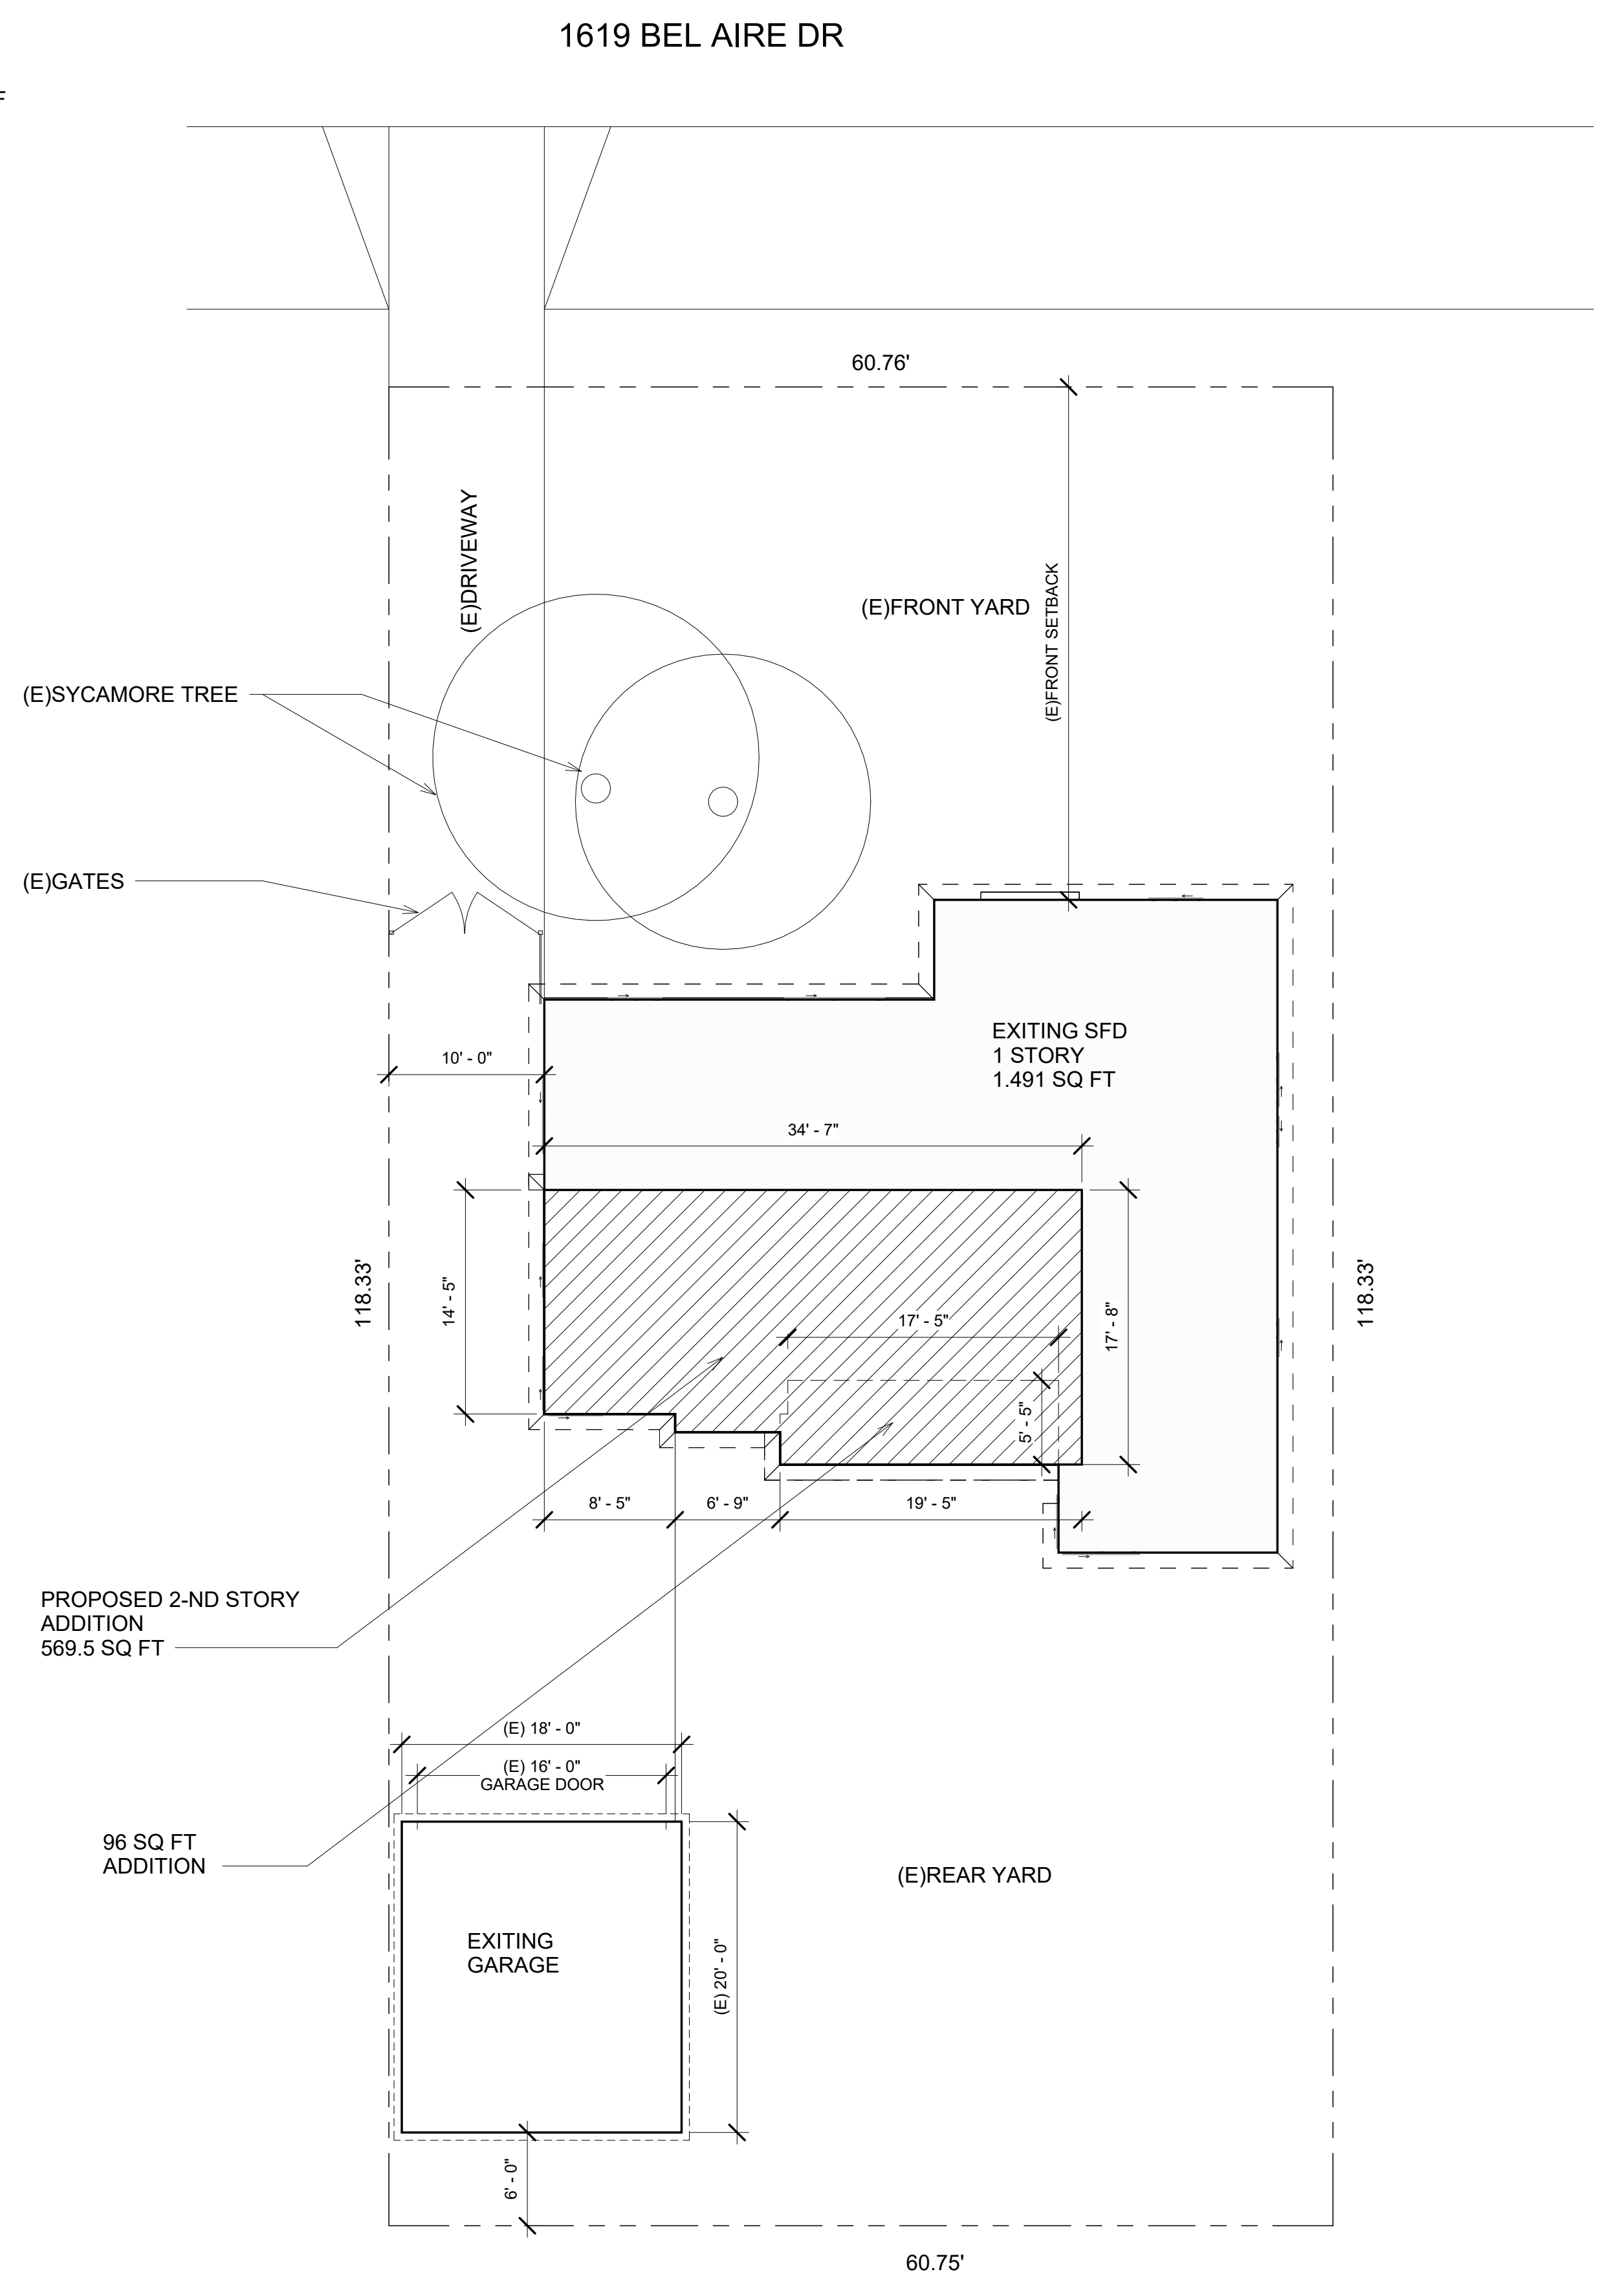 1619 BEL AIRE DR
F
60.76'
(E)DRIVEWAY
(E)FRONT YARD
(E)FRONT SETBACK
(E)SYCAMORE TREE
(E)GATES
EXITING SFD
1 STORY
1.491 SQ FT
10' - 0"
34' - 7"
118.33'
14' - 5"
17' - 5"
17' - 8"
118.33'
5' - 5"
8' - 5"
6' - 9"
19' - 5"
PROPOSED 2-ND STORY
ADDITION
569.5 SQ FT
(E) 18' - 0"
(E) 16' - 0"
GARAGE DOOR
96 SQ FT
ADDITION
(E)REAR YARD
EXITING
GARAGE
(E) 20' - 0"
6' - 0"
60.75'